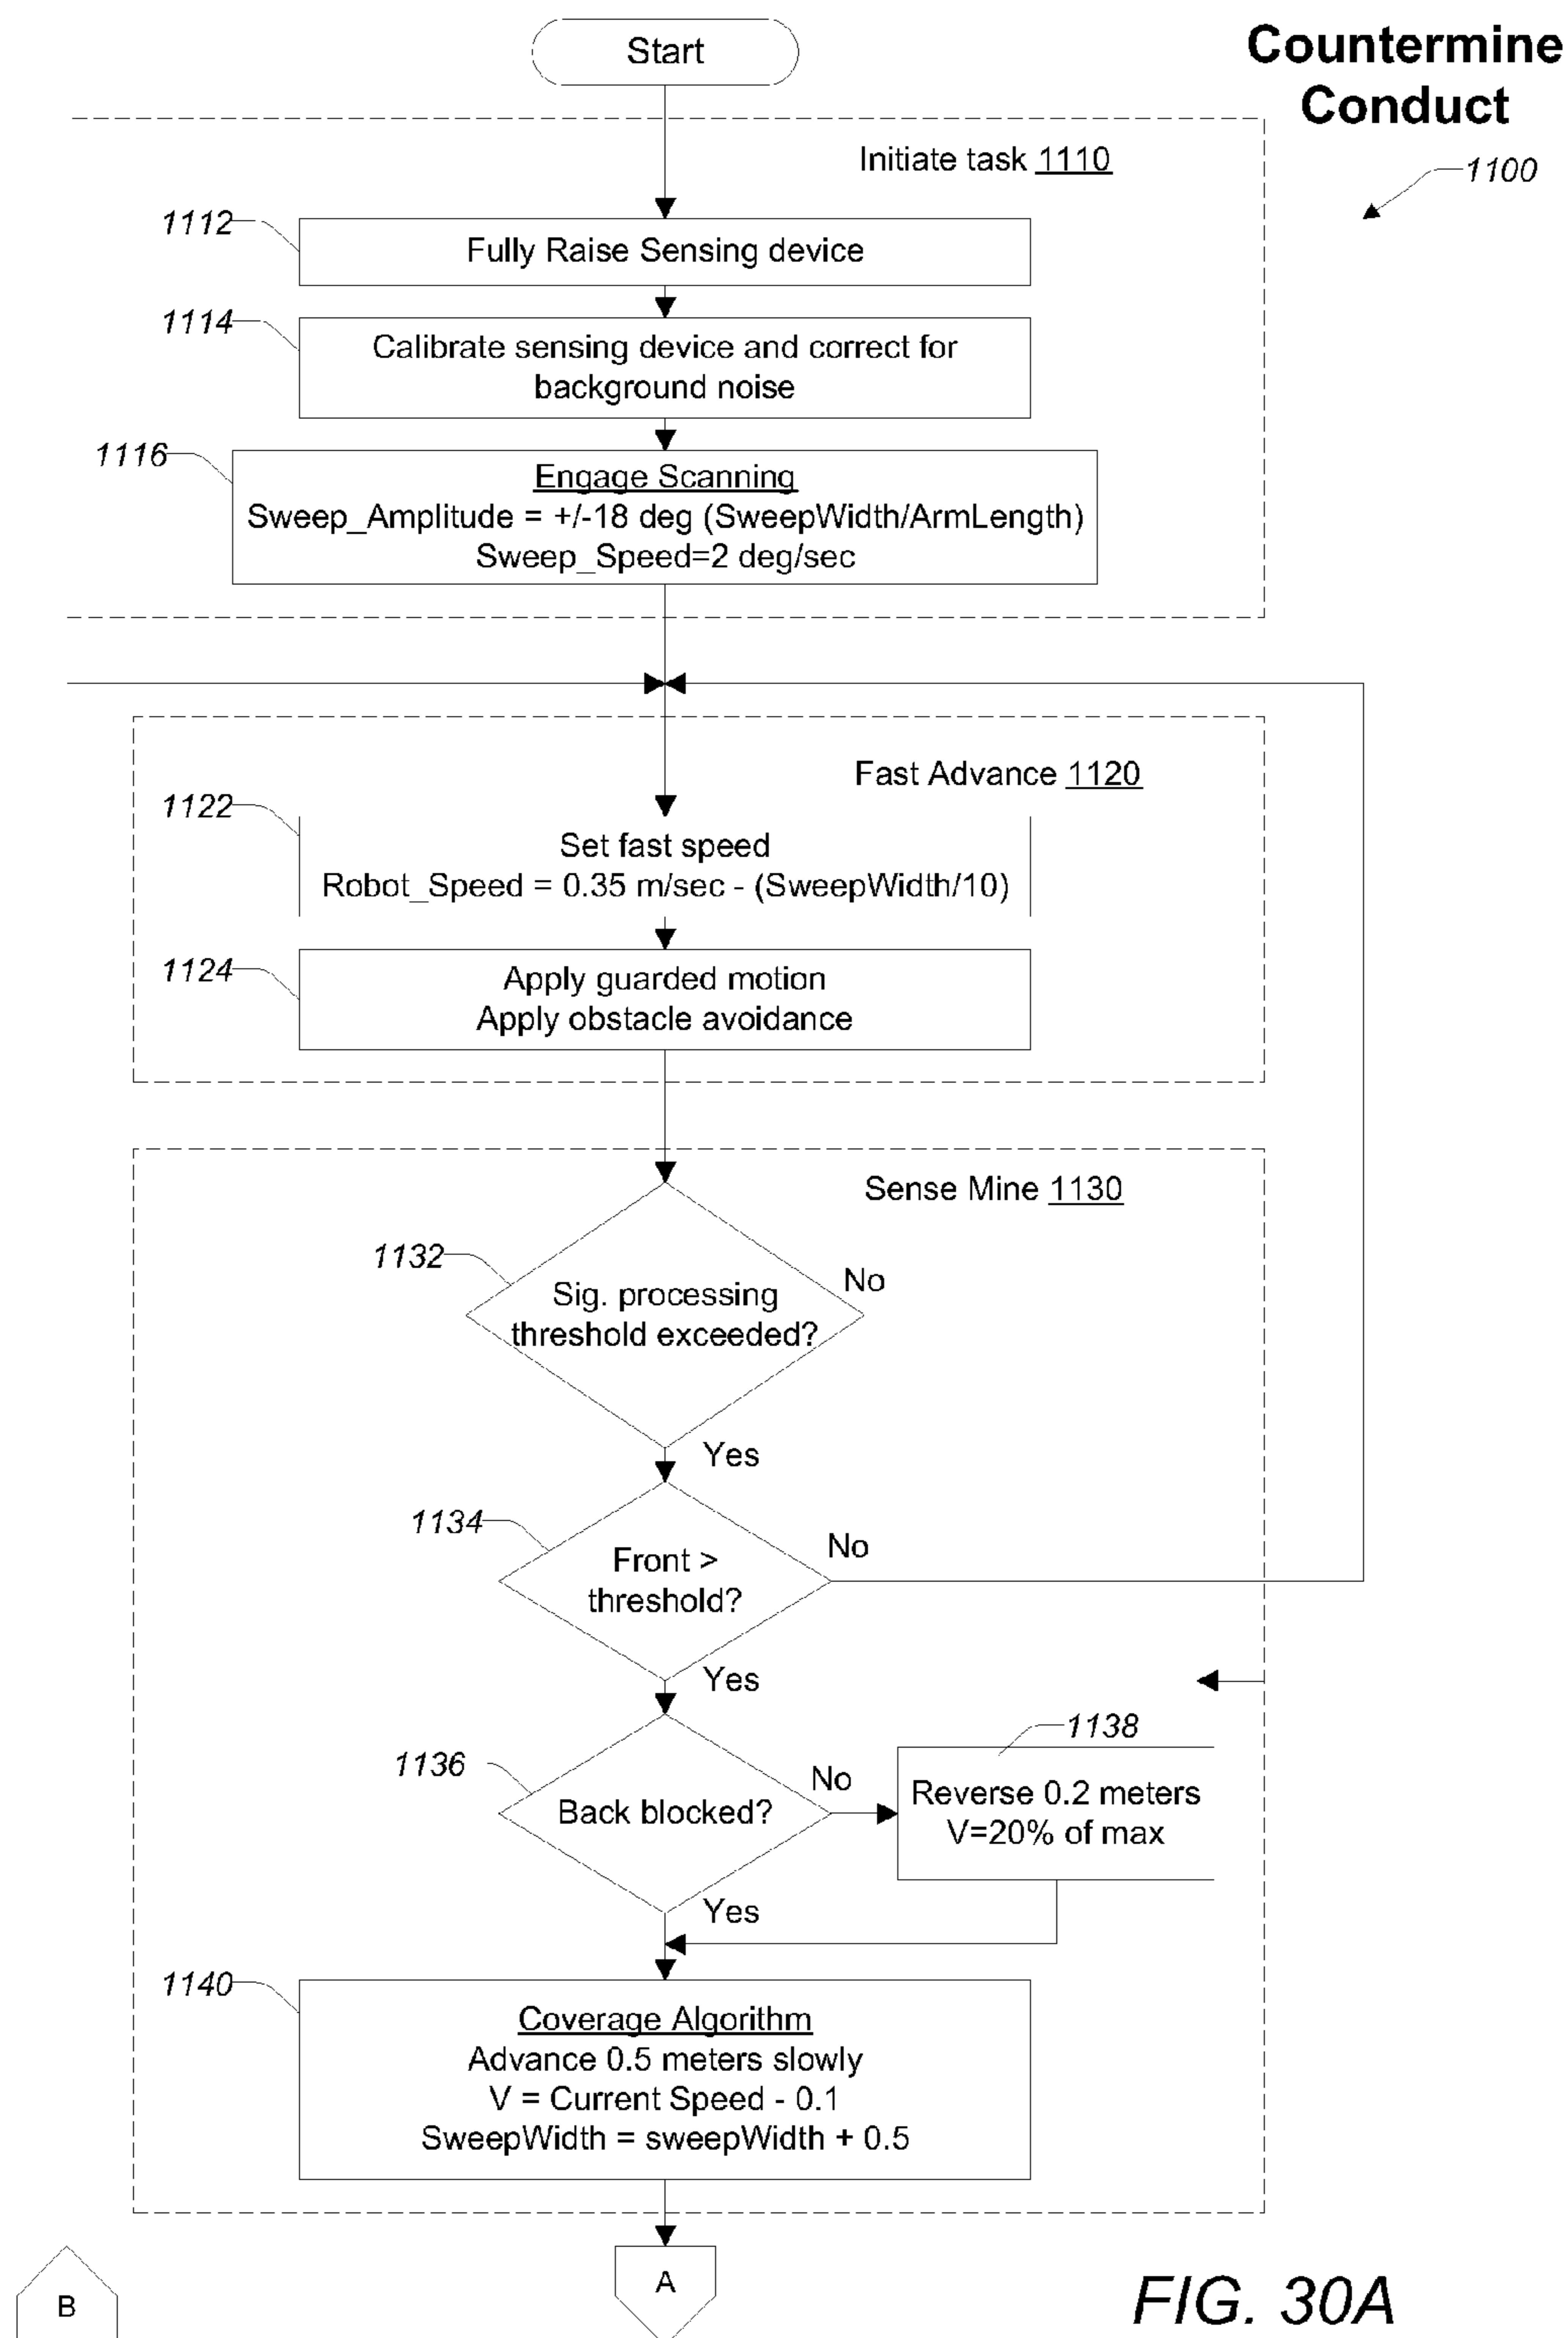 Start
Countermine
Conduct
1100
Initiate task 1110
1112
Fully Raise Sensing device
1114
Calibrate sensing device and correct for
background noise
1116
Engage Scanning
Sweep_Amplitude = +/-18 deg (SweepWidth/ArmLength)
Sweep_Speed=2 deg/sec
Fast Advance 1120
1122
Set fast speed
Robot_Speed = 0.35 m/sec - (SweepWidth/10)
1124
Apply guarded motion
Apply obstacle avoidance
Sense Mine 1130
1132
Sig. processing
threshold exceeded?
No
Yes
1134
Front >
threshold?
No
Yes
1136
Back blocked?
No
1138
Reverse 0.2 meters
V=20% of max
Yes
1140
Coverage Algorithm
Advance 0.5 meters slowly
V = Current Speed - 0.1
SweepWidth = sweepWidth + 0.5
A
B
FIG. 30A